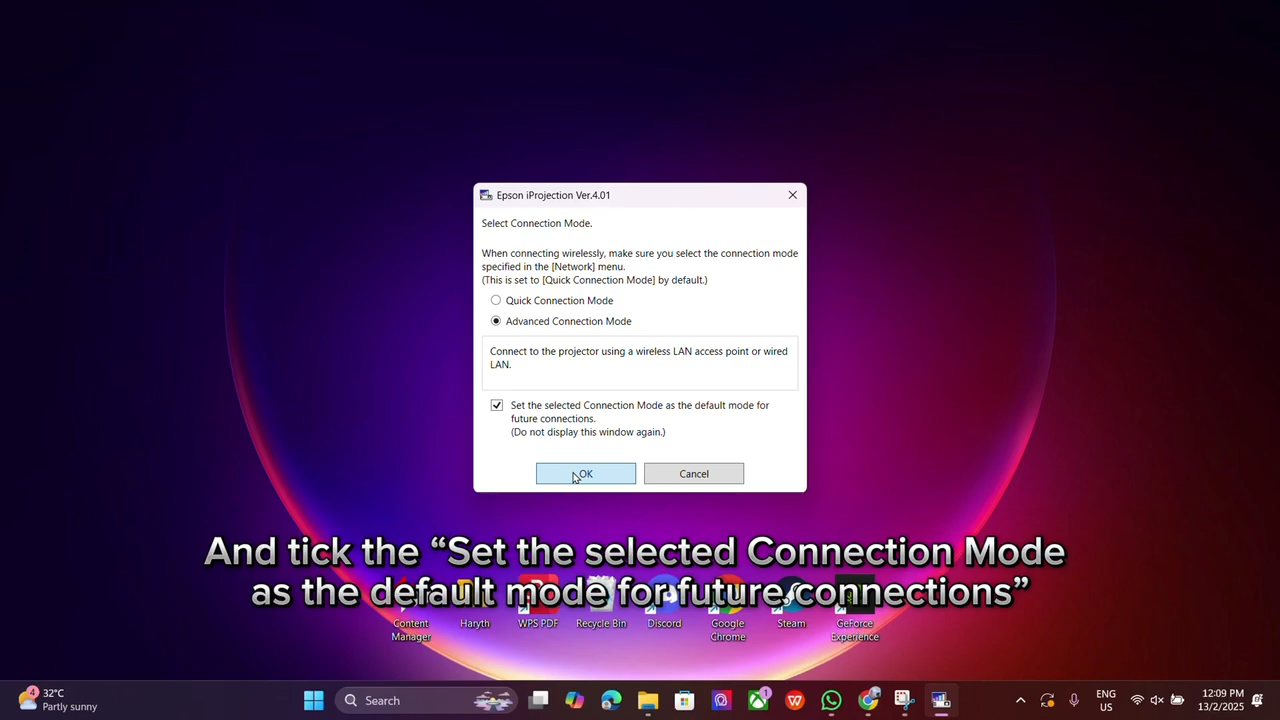 Epson iProjection Ver.4.01
Select Connection Mode.
When connecting wirelessly, make sure you select the connection mode
specified in the [Network] menu.
(This is set to [Quick Connection Mode] by default.)
Quick Connection Mode
Advanced Connection Mode
Connect to the projector using a wireless LAN access point or wired
LAN.
Set the selected Connection Mode as the default mode for
future connections.
(Do not display this window again.)
OK
Cancel
And tick the “Set the selected Connection Mode
as the default mode for future connections”
Content
Manager
Haryth
WPS PDF
Recycle Bin
Discord
Google
Chrome
Steam
GeForce
Experience
4
32°C
Partly sunny
Search
1
ENG
US
12:09 PM
13/2/2025